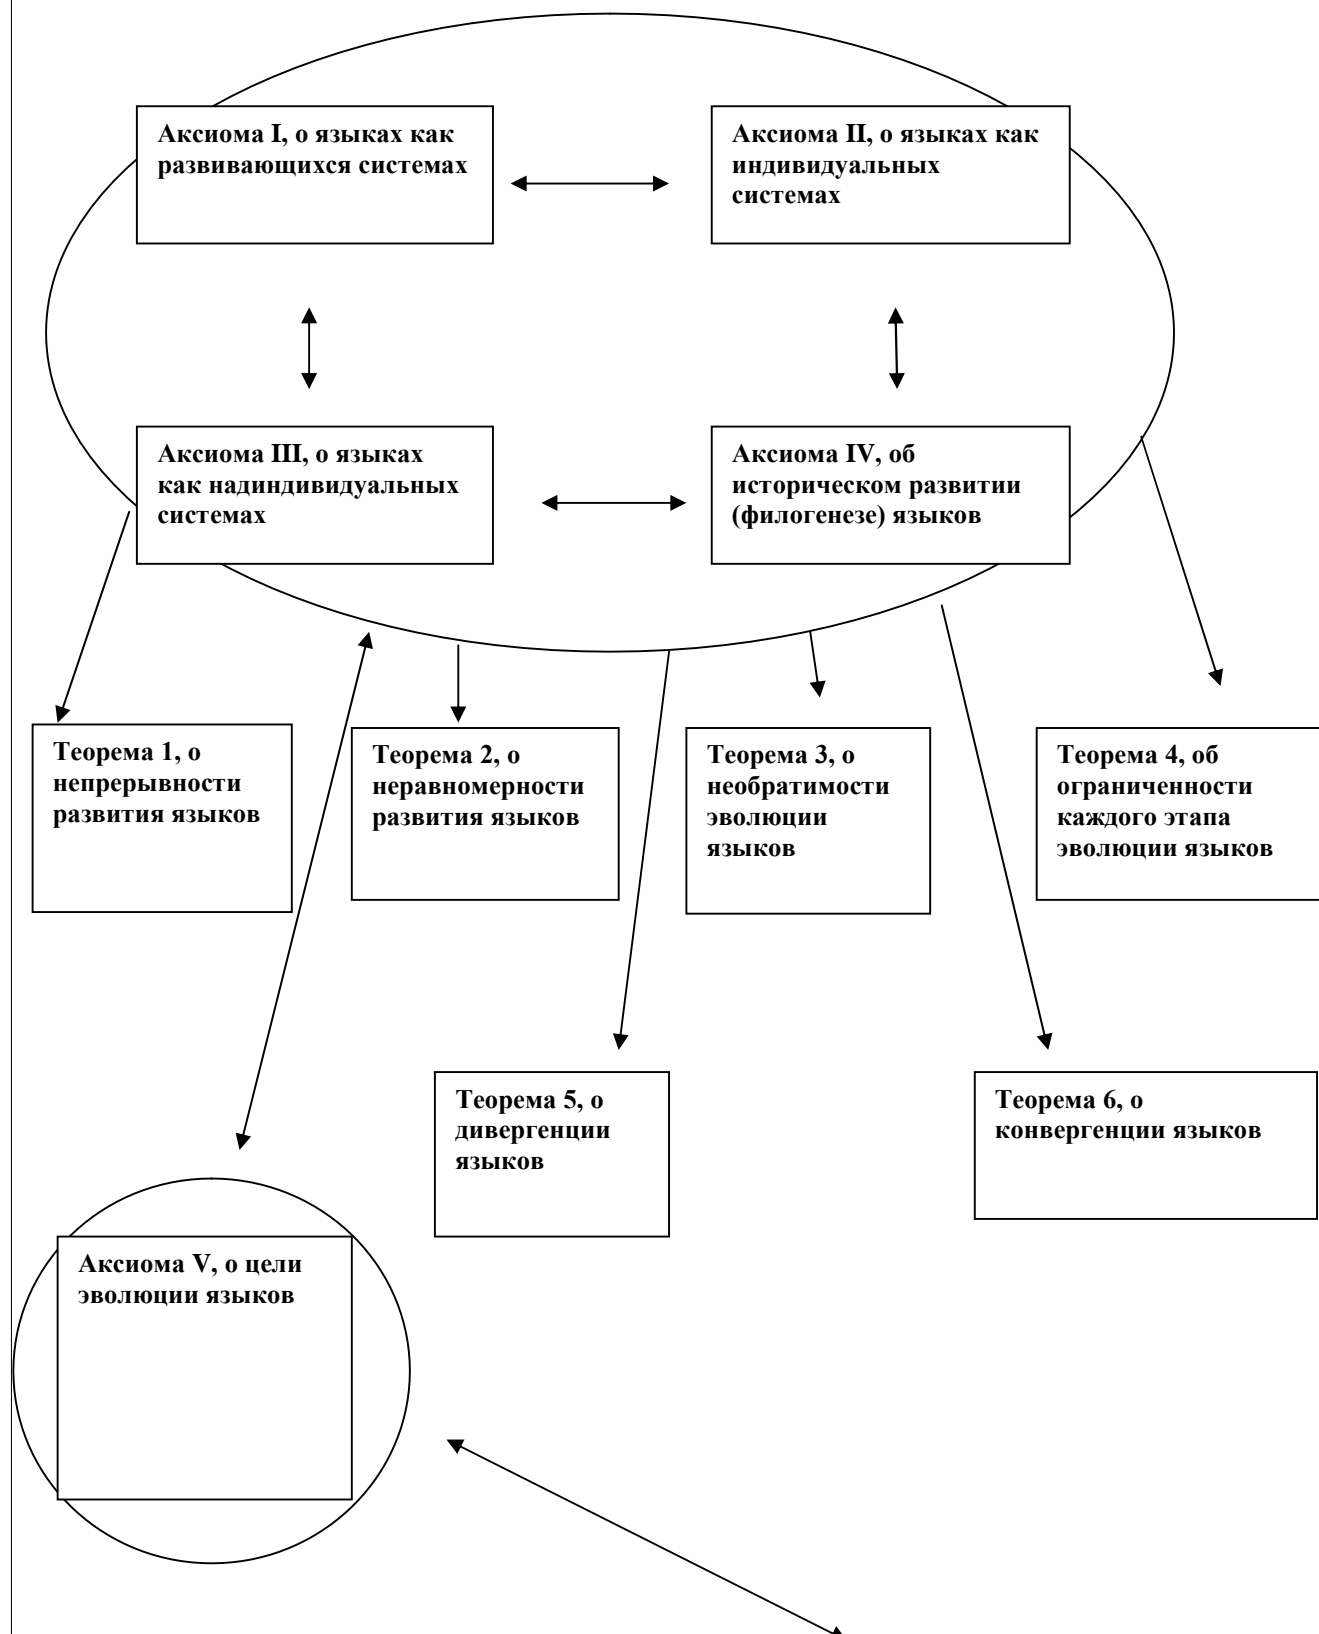 Аксиома I, о языках как
развивающихся системах
Аксиома II, о языках как
индивидуальных
системах
Аксиома III, о языках
как надиндивидуальных
системах
Аксиома IV, об
историческом развитии
(филогенезе) языков
Теорема 1, о
непрерывности
развития языков
Теорема 2, о
неравномерности
развития языков
Теорема 3, о
необратимости
эволюции
языков
Теорема 4, об
ограниченности
каждого этапа
эволюции языков
Теорема 5, о
дивергенции
языков
Теорема 6, о
конвергенции языков
Аксиома V, о цели
эволюции языков